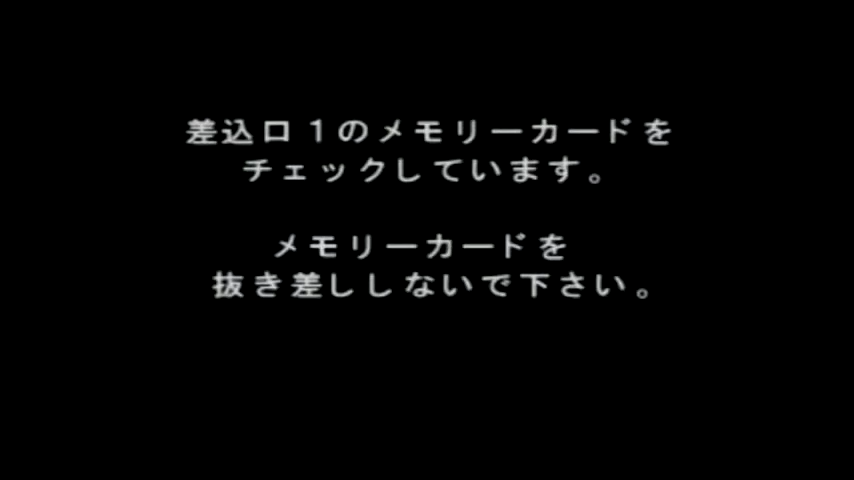 差込口１のメモリーカードを
チェックしています。
メモリーカードを
抜き差ししないで下さい。